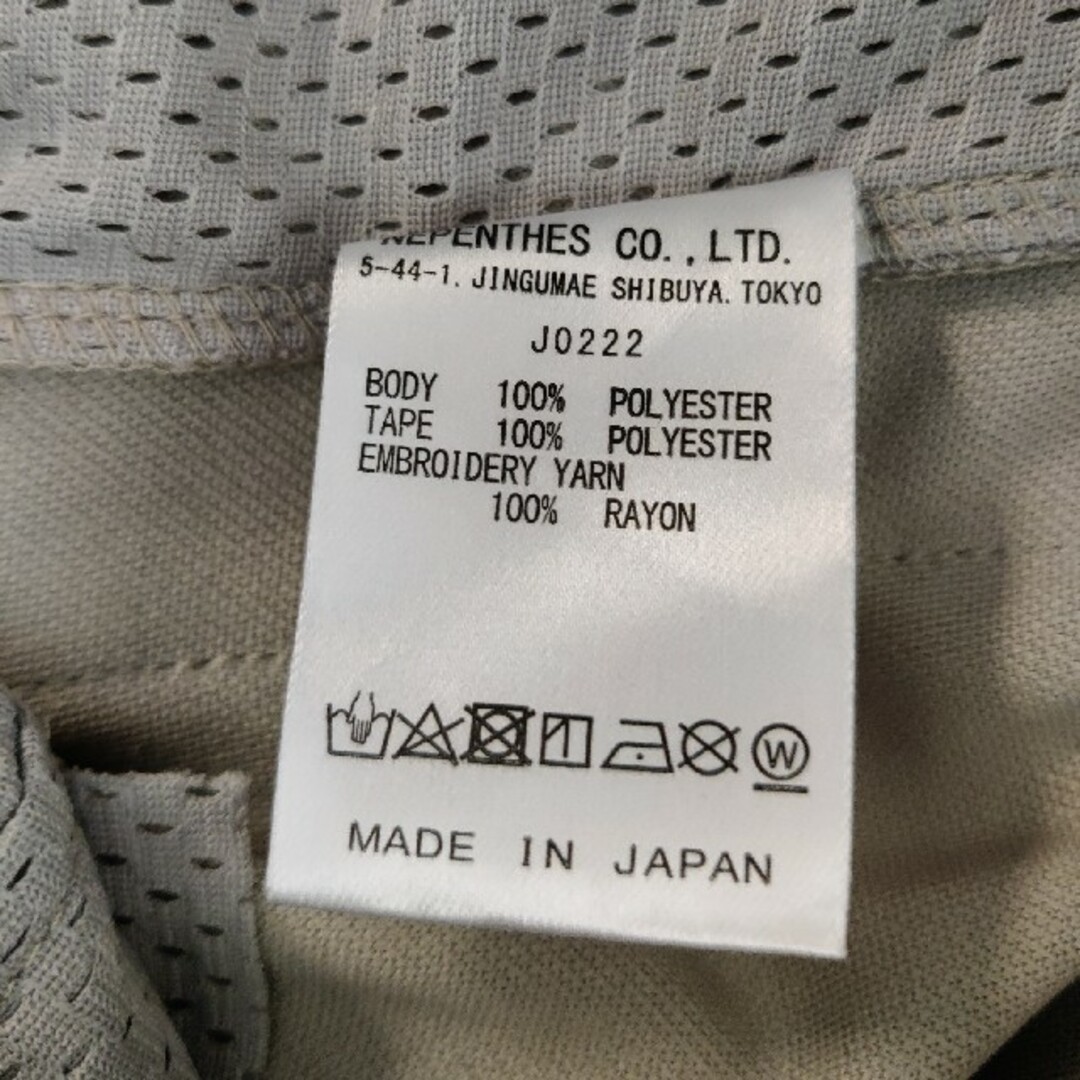 NEPENTHES CO., LTD.
5-44-1. JINGUMAE SHIBUYA. TOKYO
J0222
BODY 100% POLYESTER
TAPE 100% POLYESTER
EMBROIDERY YARN
100% RAYON
W
MADE IN JAPAN